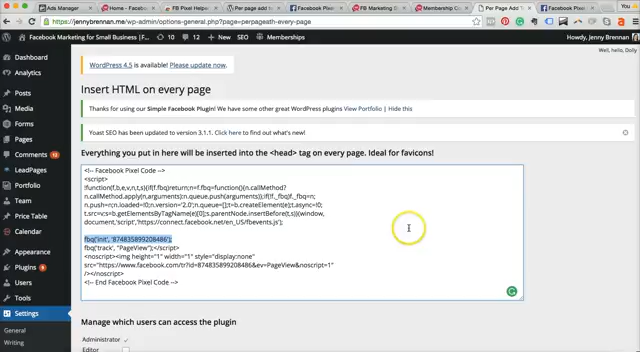 Ads Manager
Home - Facebook
FB Pixel Help
Per page add to
Facebook Pixel
FB Marketing S
Membership Co
Per Page Add To
Facebook Pixel
Jenny
https://jennybrennan.me/wp-admin/options-general.php?page=perpageath-every-page
Facebook Marketing for Small Business
10
12
New
SEO
Memberships
Howdy, Jenny Brennan
Well, hello, Dolly
Dashboard
Analytics
Posts
Media
Forms
Pages
Comments 12
LeadPages
Portfolio
Team
Price Table
Calendar
Appearance
Plugins 9
Users
Tools
Settings
General
Writing
WordPress 4.5 is available! Please update now.
Insert HTML on every page
Thanks for using our Simple Facebook Plugin! We have some other great WordPress plugins View Portfolio | Hide this
Yoast SEO has been updated to version 3.1.1. Click here to find out what's new!
Everything you put in here will be inserted into the <head> tag on every page. Ideal for favicons!
<!-- Facebook Pixel Code -->
<script>
!function(f,b,e,v,n,t,s){if(f.fbq)return;n=f.fbq=function(){n.callMethod?
n.callMethod.apply(n,arguments):n.queue.push(arguments)};if(!f._fbq)f._fbq=n;
n.push=n;n.loaded=!0;n.version='2.0';n.queue=[];t=b.createElement(e);t.async=!0;
t.src=v;s=b.getElementsByTagName(e)[0];s.parentNode.insertBefore(t,s)}(window,
document,'script','https://connect.facebook.net/en_US/fbevents.js');
fbq('init', '874835899208486');
fbq('track', "PageView");</script>
<noscript><img height="1" width="1" style="display:none"
src="https://www.facebook.com/tr?id=874835899208486&ev=PageView&noscript=1"
/></noscript>
<!-- End Facebook Pixel Code -->
Manage which users can access the plugin
Administrator
Editor